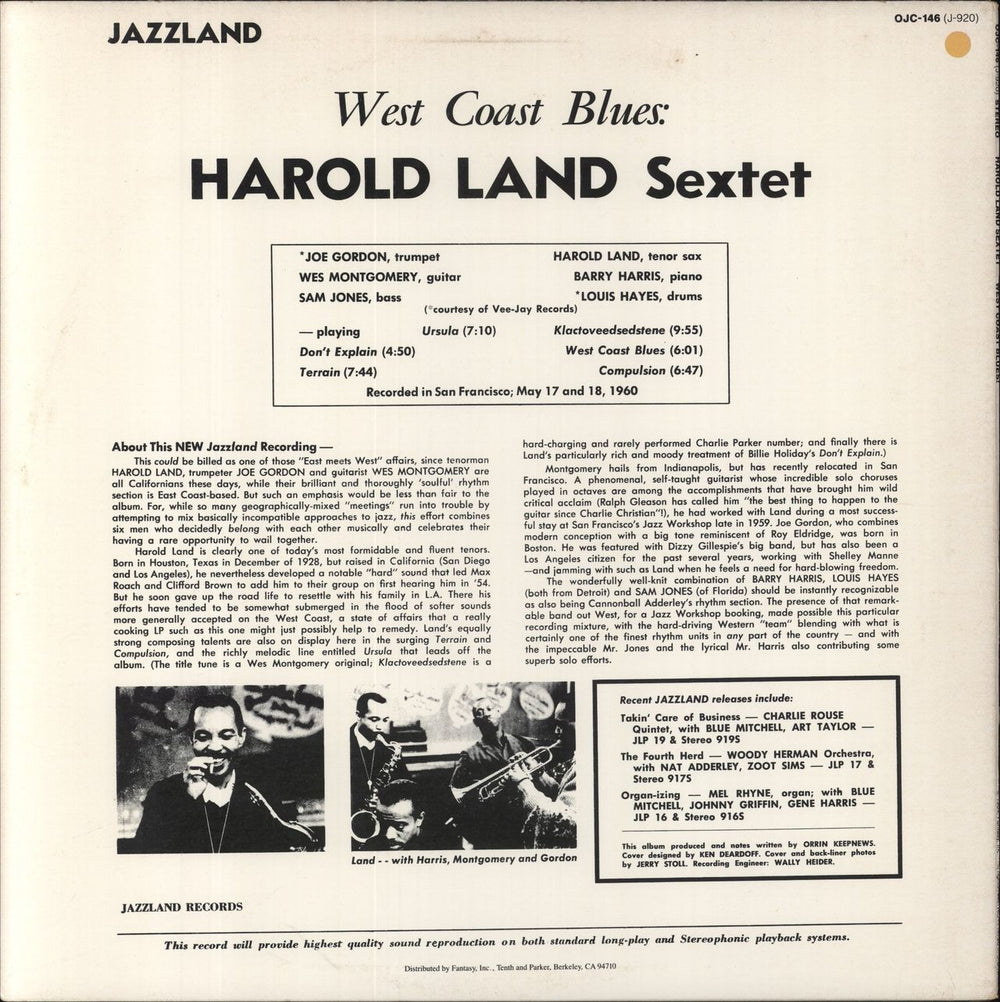 JAZZLAND
OJC-146 (J-920)
West Coast Blues:
HAROLD LAND Sextet
*JOE GORDON, trumpet
HAROLD LAND, tenor sax
WES MONTGOMERY, guitar
BARRY HARRIS, piano
SAM JONES, bass
*LOUIS HAYES, drums
(*courtesy of Vee-Jay Records)
— playing
Ursula (7:10)
Klactoveedsedstene (9:55)
Don't Explain (4:50)
West Coast Blues (6:01)
Terrain (7:44)
Compulsion (6:47)
Recorded in San Francisco; May 17 and 18, 1960
About This NEW Jazzland Recording —
This could be billed as one of those "East meets West" affairs, since tenorman
HAROLD LAND, trumpeter JOE GORDON and guitarist WES MONTGOMERY are
all Californians these days, while their brilliant and thoroughly 'soulful' rhythm
section is East Coast-based. But such an emphasis would be less than fair to the
album. For, while so many geographically-mixed "meetings" run into trouble by
attempting to mix basically incompatible approaches to jazz, this effort combines
six men who decidedly belong with each other musically and celebrates their
having a rare opportunity to wail together.
Harold Land is clearly one of today's most formidable and fluent tenors.
Born in Houston, Texas in December of 1928, but raised in California (San Diego
and Los Angeles), he nevertheless developed a notable "hard" sound that led Max
Roach and Clifford Brown to add him to their group on first hearing him in '54.
But he soon gave up the road life to resettle with his family in L.A. There his
efforts have tended to be somewhat submerged in the flood of softer sounds
more generally accepted on the West Coast, a state of affairs that a really
cooking LP such as this one might just possibly help to remedy. Land's equally
strong composing talents are also on display here in the surging Terrain and
Compulsion, and the richly melodic line entitled Ursula that leads off the
album. (The title tune is a Wes Montgomery original; Klactoveedsedstene is a
hard-charging and rarely performed Charlie Parker number; and finally there is
Land's particularly rich and moody treatment of Billie Holiday's Don't Explain.)
Montgomery hails from Indianapolis, but has recently relocated in San
Francisco. A phenomenal, self-taught guitarist whose incredible solo choruses
played in octaves are among the accomplishments that have brought him wild
critical acclaim (Ralph Gleason has called him "the best thing to happen to the
guitar since Charlie Christian"!), he had worked with Land during a most success-
ful stay at San Francisco's Jazz Workshop late in 1959. Joe Gordon, who combines
modern conception with a big tone reminiscent of Roy Eldridge, was born in
Boston. He was featured with Dizzy Gillespie's big band, but has also been a
Los Angeles citizen for the past several years, working with Shelley Manne
—and jamming with such as Land when he feels a need for hard-blowing freedom.
The wonderfully well-knit combination of BARRY HARRIS, LOUIS HAYES
(both from Detroit) and SAM JONES (of Florida) should be instantly recognizable
as also being Cannonball Adderley's rhythm section. The presence of that remark-
able band out West, for a Jazz Workshop booking, made possible this particular
recording mixture, with the hard-driving Western "team" blending with what is
certainly one of the finest rhythm units in any part of the country — and with
the impeccable Mr. Jones and the lyrical Mr. Harris also contributing some
superb solo efforts.
Land - - with Harris, Montgomery and Gordon
Recent JAZZLAND releases include:
Takin' Care of Business — CHARLIE ROUSE
Quintet, with BLUE MITCHELL, ART TAYLOR —
JLP 19 & Stereo 919S
The Fourth Herd — WOODY HERMAN Orchestra,
with NAT ADDERLEY, ZOOT SIMS — JLP 17 &
Stereo 917S
Organ-izing — MEL RHYNE, organ; with BLUE
MITCHELL, JOHNNY GRIFFIN, GENE HARRIS —
JLP 16 & Stereo 916S
This album produced and notes written by ORRIN KEEPNEWS.
Cover designed by KEN DEARDOFF. Cover and back-liner photos
by JERRY STOLL. Recording Engineer: WALLY HEIDER.
JAZZLAND RECORDS
This record will provide highest quality sound reproduction on both standard long-play and Stereophonic playback systems.
Distributed by Fantasy, Inc., Tenth and Parker, Berkeley, CA 94710